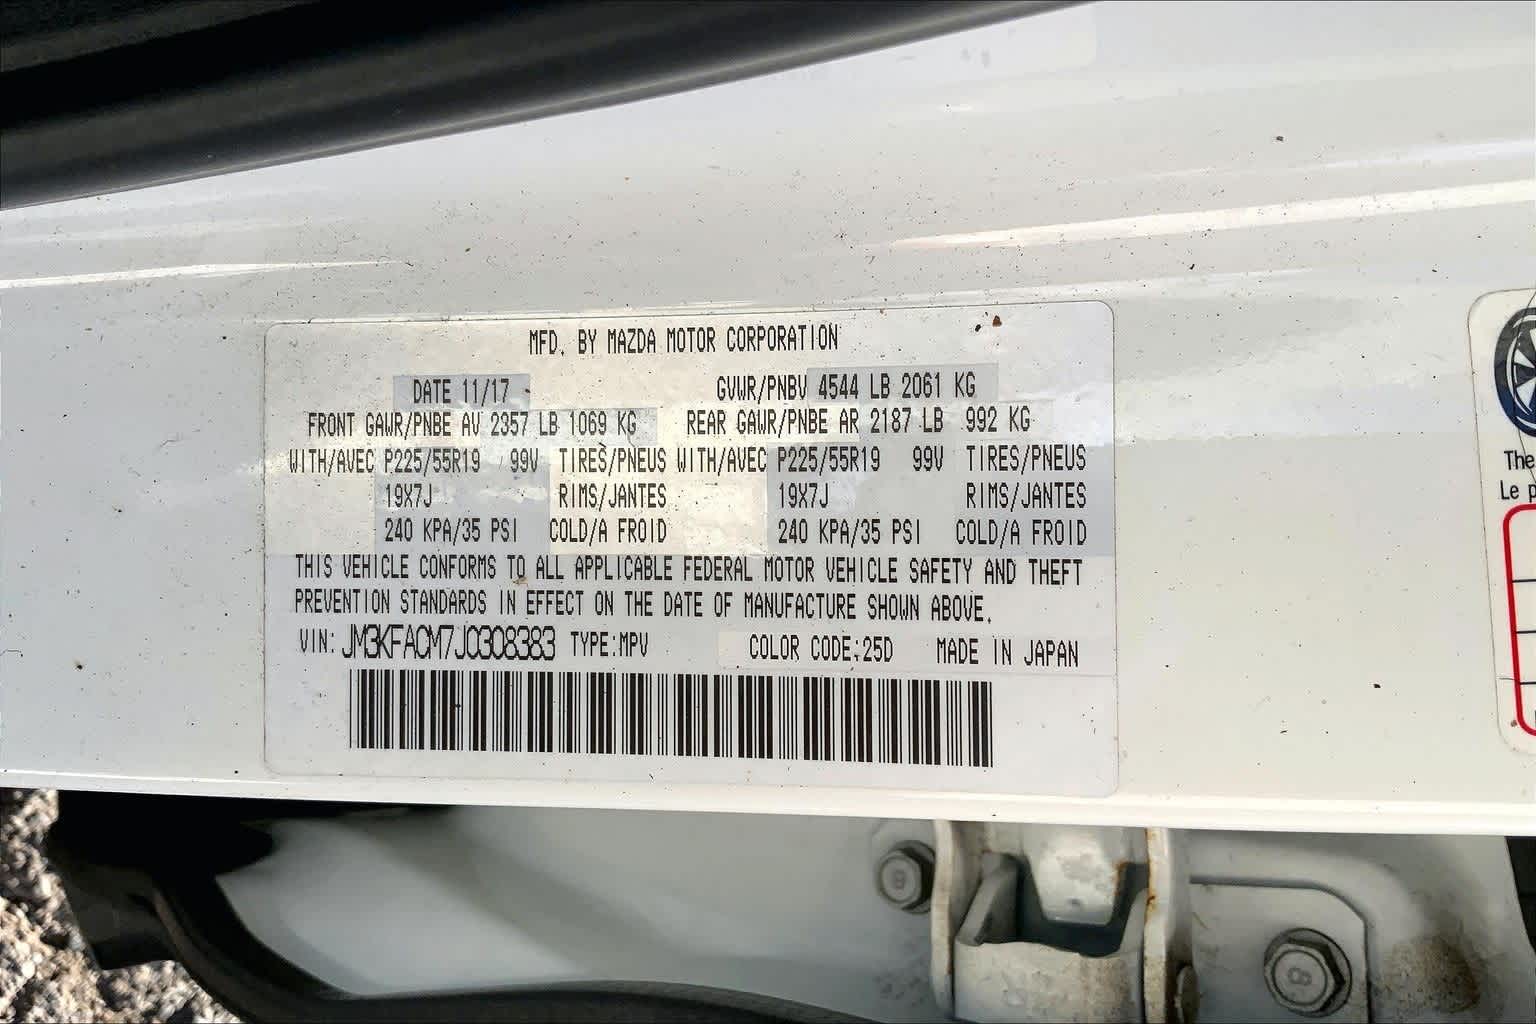 MFD. BY MAZDA MOTOR CORPORATION
DATE 11/17 GVWR/PNBV 4544 LB 2061 KG
FRONT GAWR/PNBE AV 2357 LB 1069 KG REAR GAWR/PNBE AR 2187 LB 992 KG
WITH/AVEC P225/55R19 99V TIRES/PNEUS WITH/AVEC P225/55R19 99V TIRES/PNEUS
19X7J RIMS/JANTES 19X7J RIMS/JANTES
240 KPA/35 PSI COLD/A FROID 240 KPA/35 PSI COLD/A FROID
THIS VEHICLE CONFORMS TO ALL APPLICABLE FEDERAL MOTOR VEHICLE SAFETY AND THEFT
PREVENTION STANDARDS IN EFFECT ON THE DATE OF MANUFACTURE SHOWN ABOVE.
VIN: JM3KFACM7J0308383 TYPE:MPV COLOR CODE:25D MADE IN JAPAN
The
Le p
8
8